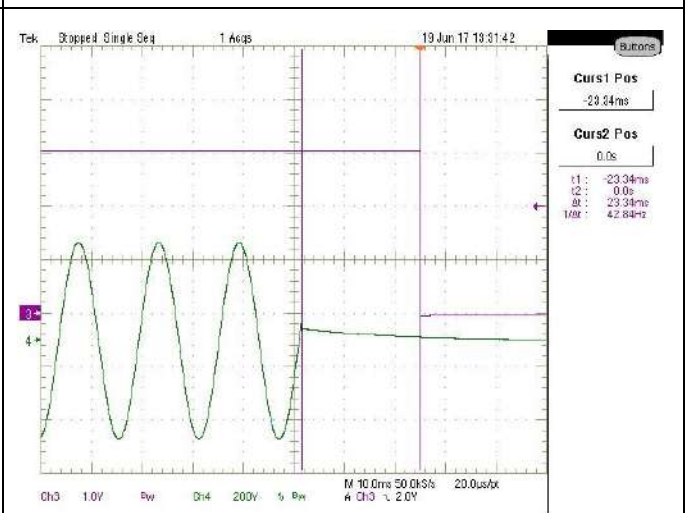 Tek Stopped Single Seq 1 Acqs 19 Jun 17 13:31:42
Buttons
Curs1 Pos
-23.34ms
Curs2 Pos
0.0s
t1 : -23.34ms
t2 : 0.0s
Δt : 23.34ms
1/Δt : 42.84Hz
3
4
M 10.0ms 50.0kS/s 20.0µs/pt
Ch3 1.0V Bw Ch4 200V Bw A Ch3 2.0V